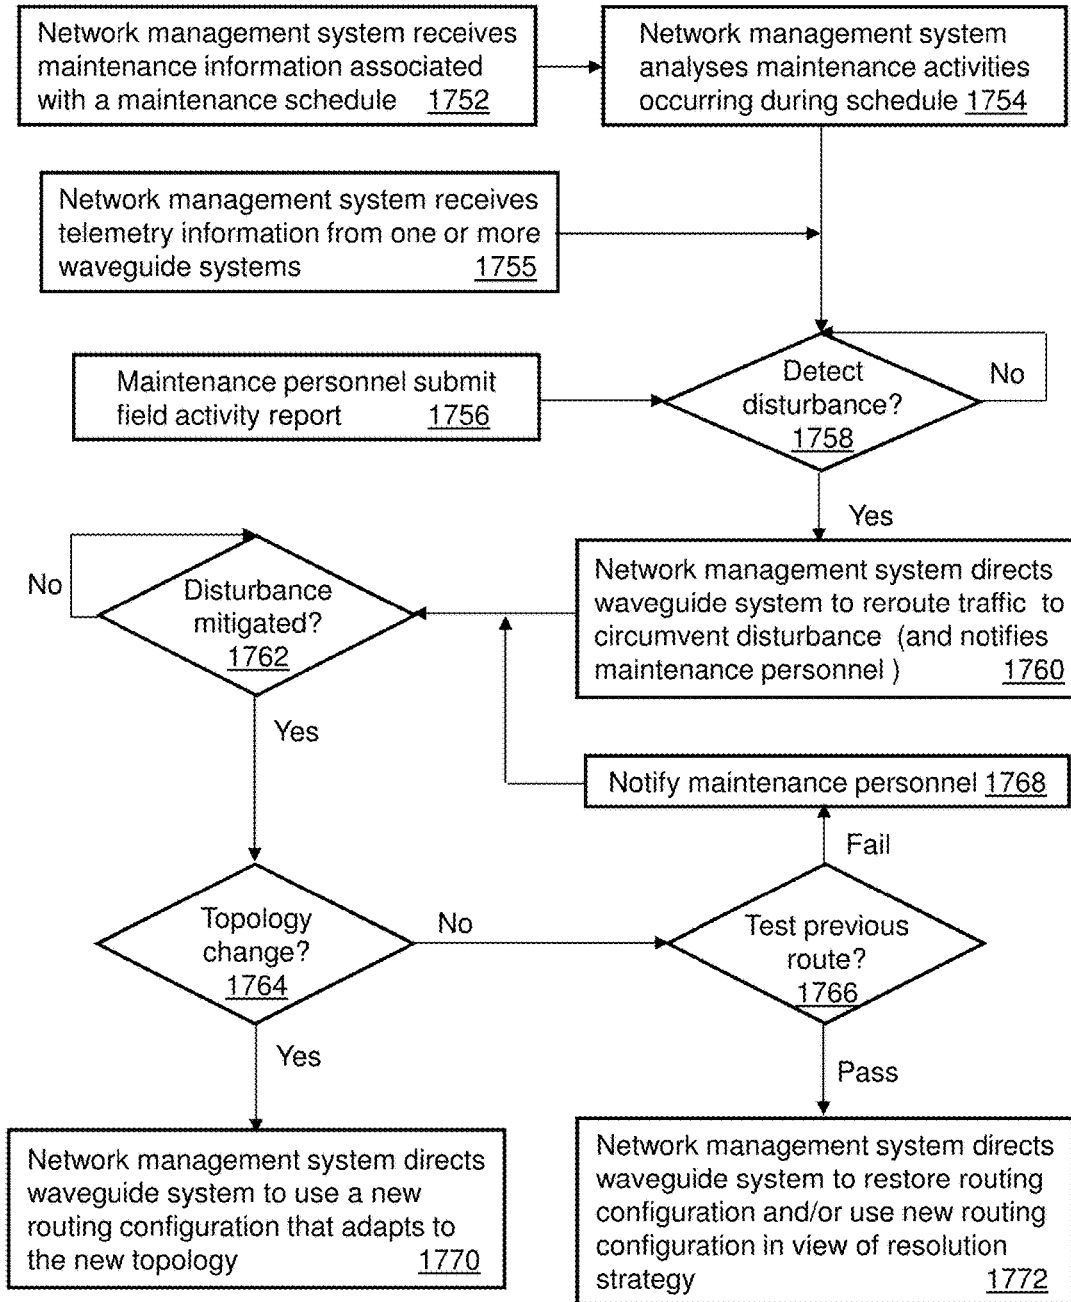 Network management system receives
maintenance information associated
with a maintenance schedule 1752
Network management system
analyses maintenance activities
occurring during schedule 1754
Network management system receives
telemetry information from one or more
waveguide systems 1755
Maintenance personnel submit
field activity report 1756
Detect
disturbance?
1758
No
Yes
Network management system directs
waveguide system to reroute traffic to
circumvent disturbance (and notifies
maintenance personnel ) 1760
No
Disturbance
mitigated?
1762
Yes
Notify maintenance personnel 1768
Fail
Topology
change?
1764
No
Test previous
route?
1766
Yes
Pass
Network management system directs
waveguide system to use a new
routing configuration that adapts to
the new topology 1770
Network management system directs
waveguide system to restore routing
configuration and/or use new routing
configuration in view of resolution
strategy 1772